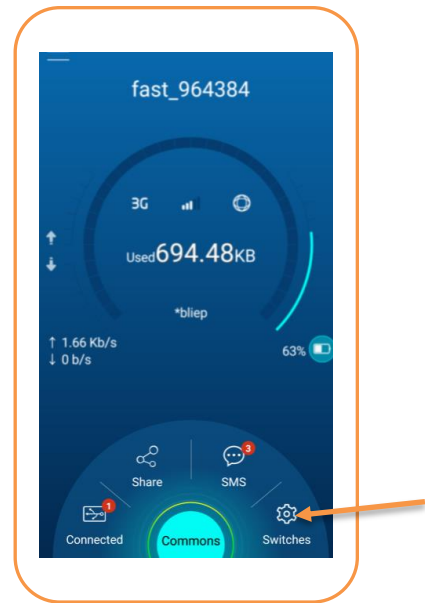 fast_964384
3G
Used694.48KB
*bliep
↑ 1.66 Kb/s
↓ 0 b/s
63%
Share
3
SMS
1
Connected
Commons
Switches